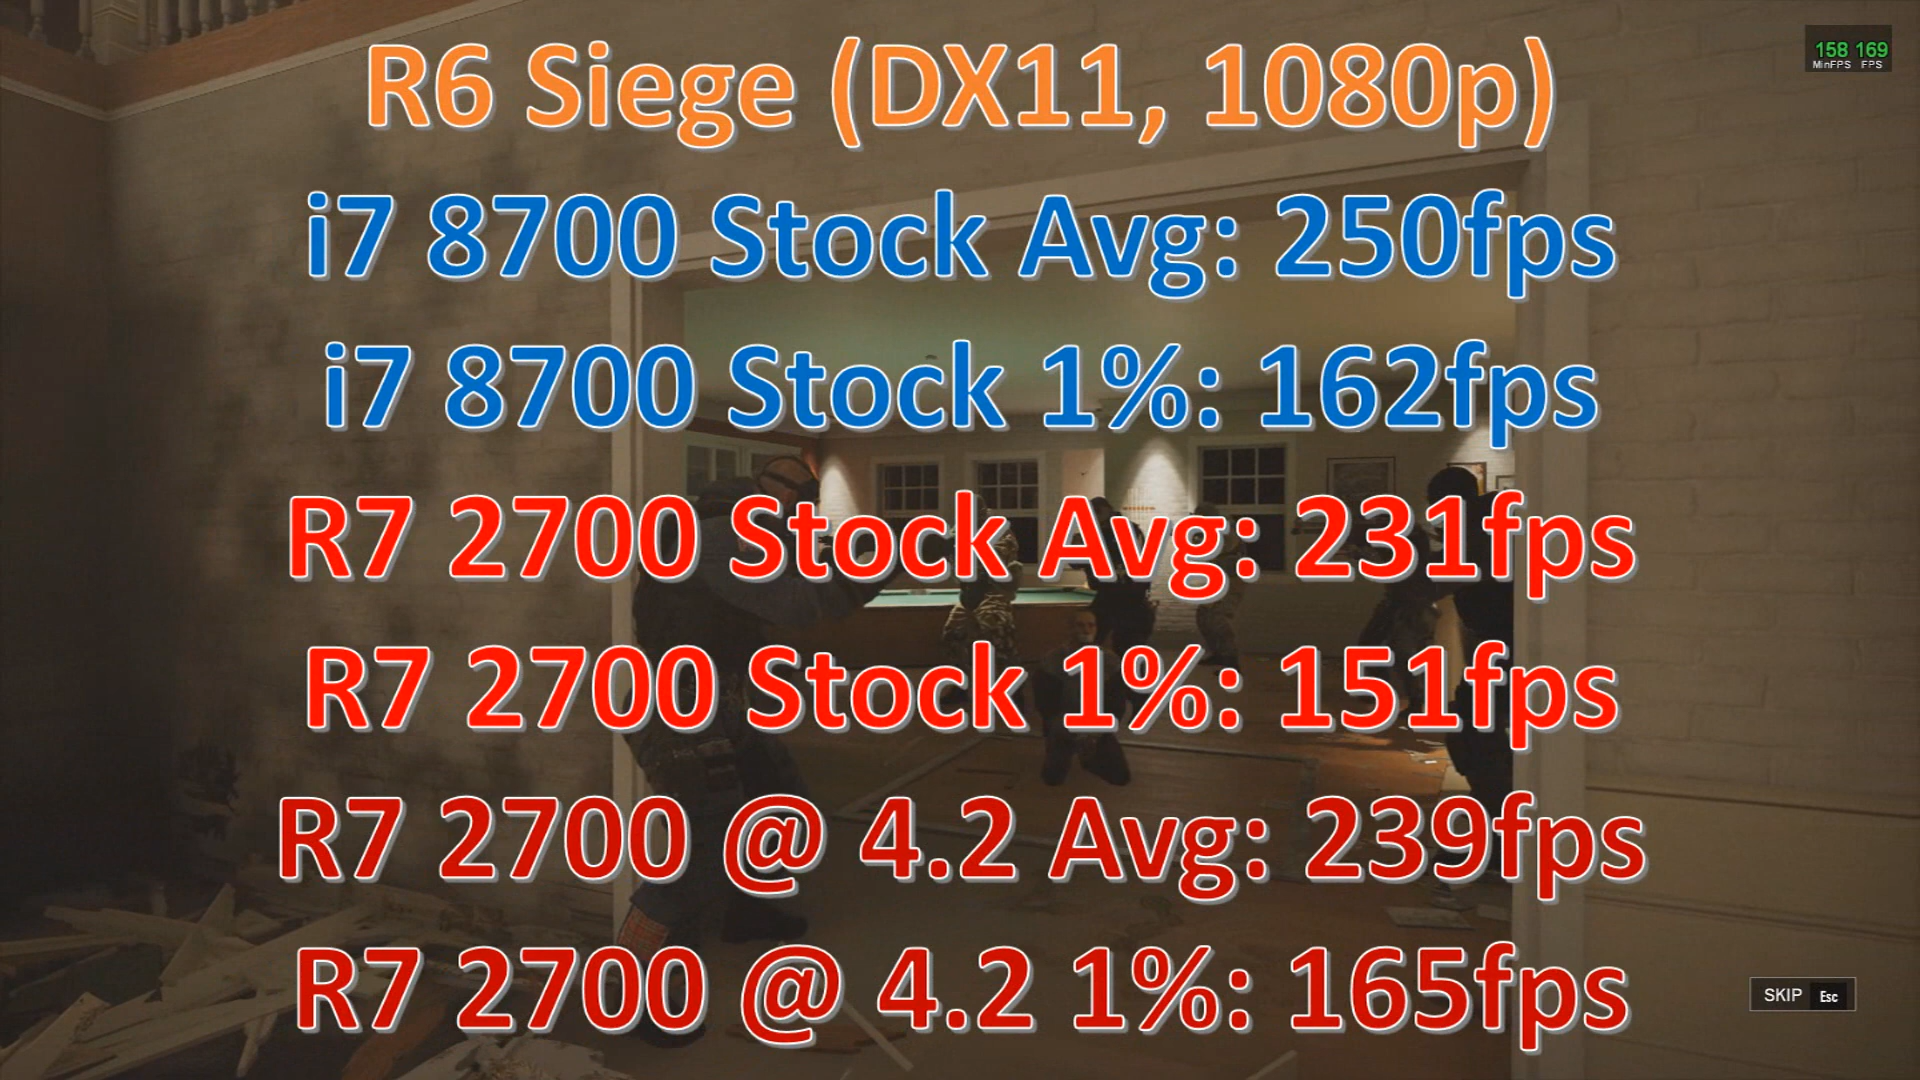 R6 Siege (DX11, 1080p)
158 169
MinFPS FPS
i7 8700 Stock Avg: 250fps
i7 8700 Stock 1%: 162fps
R7 2700 Stock Avg: 231fps
R7 2700 Stock 1%: 151fps
R7 2700 @ 4.2 Avg: 239fps
R7 2700 @ 4.2 1%: 165fps
SKIP Esc